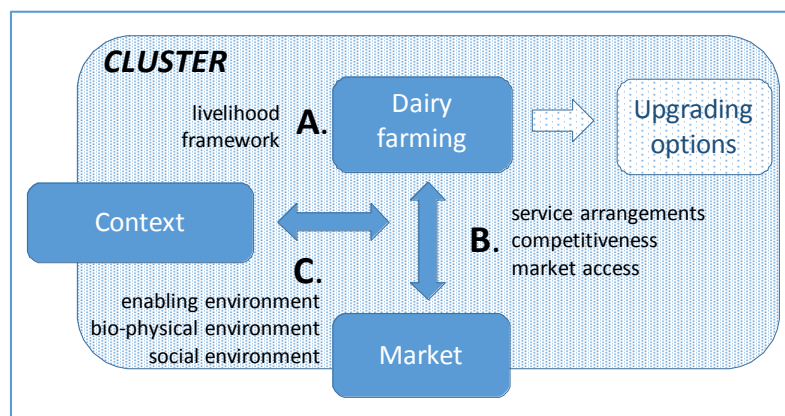 CLUSTER
livelihood
framework
A.
Dairy
farming
Upgrading
options
Context
B.
service arrangements
competitiveness
market access
C.
enabling environment
bio-physical environment
social environment
Market